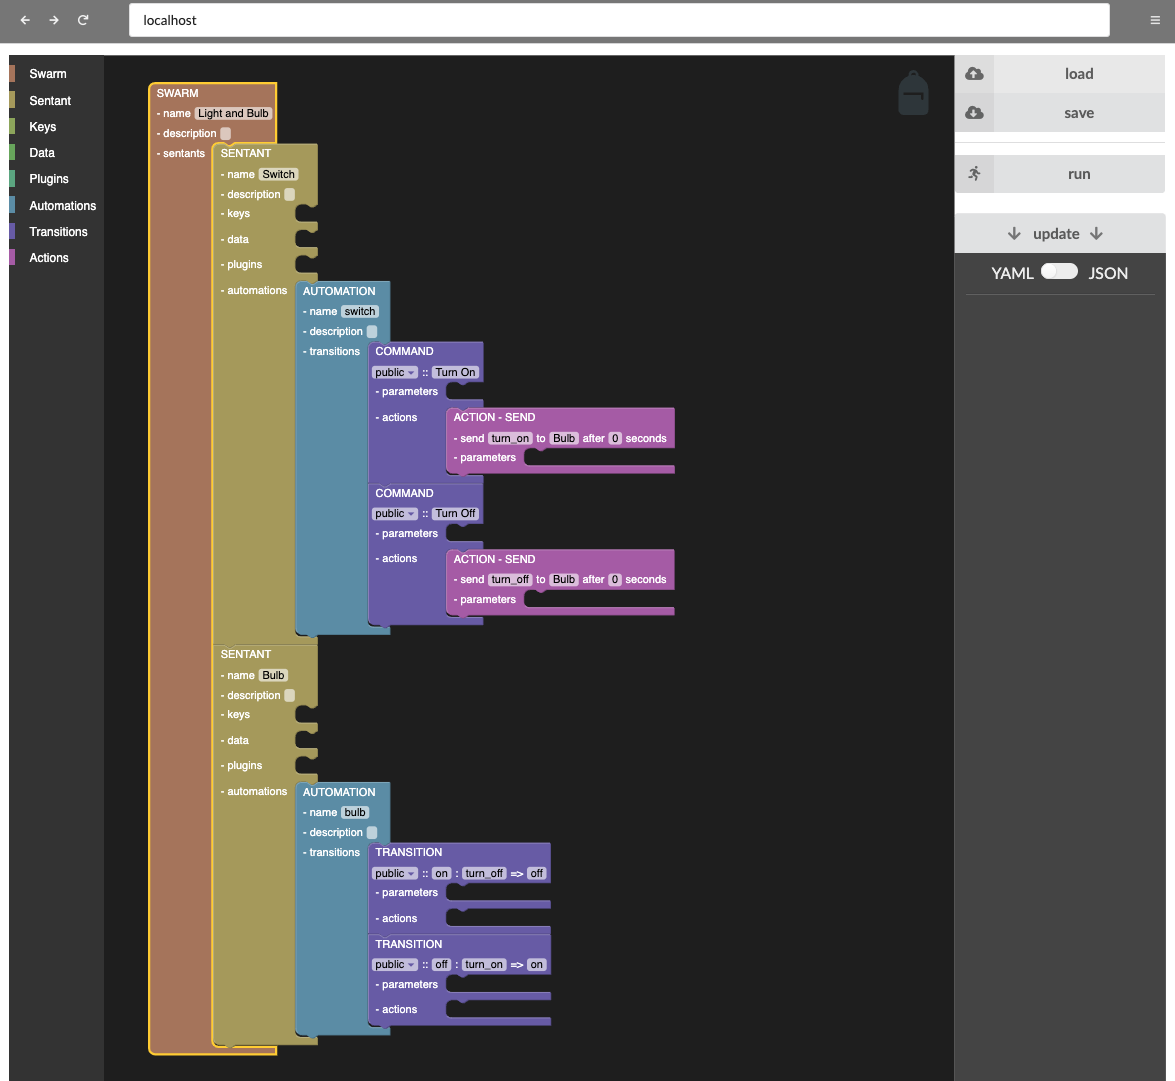 localhost
Swarm
Sentant
Keys
Data
Plugins
Automations
Transitions
Actions
SWARM
- name Light and Bulb
- description
- sentants
SENTANT
- name Switch
- description
- keys
- data
- plugins
- automations
AUTOMATION
- name switch
- description
- transitions
COMMAND
public :: Turn On
- parameters
- actions
ACTION - SEND
- send turn_on to Bulb after 0 seconds
- parameters
COMMAND
public :: Turn Off
- parameters
- actions
ACTION - SEND
- send turn_off to Bulb after 0 seconds
- parameters
SENTANT
- name Bulb
- description
- keys
- data
- plugins
- automations
AUTOMATION
- name bulb
- description
- transitions
TRANSITION
public :: on : turn_off => off
- parameters
- actions
TRANSITION
public :: off : turn_on => on
- parameters
- actions
load
save
run
update
YAML JSON